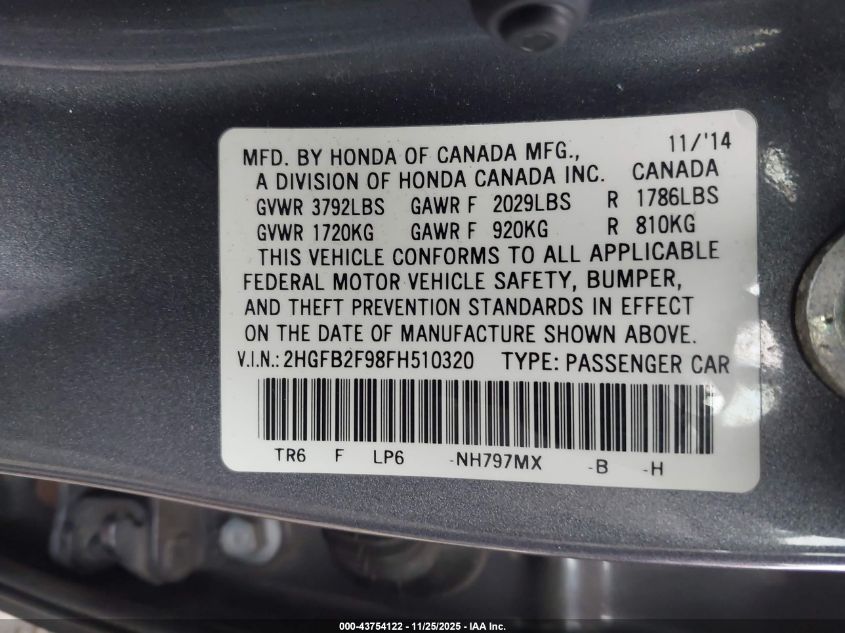 11/'14
MFD. BY HONDA OF CANADA MFG.,
A DIVISION OF HONDA CANADA INC. CANADA
GVWR 3792LBS GAWR F 2029LBS R 1786LBS
GVWR 1720KG GAWR F 920KG R 810KG
THIS VEHICLE CONFORMS TO ALL APPLICABLE
FEDERAL MOTOR VEHICLE SAFETY, BUMPER,
AND THEFT PREVENTION STANDARDS IN EFFECT
ON THE DATE OF MANUFACTURE SHOWN ABOVE.
V.I.N.: 2HGFB2F98FH510320 TYPE: PASSENGER CAR
TR6 F LP6 -NH797MX -B -H
000-43754122 - 11/25/2025 - IAA Inc.